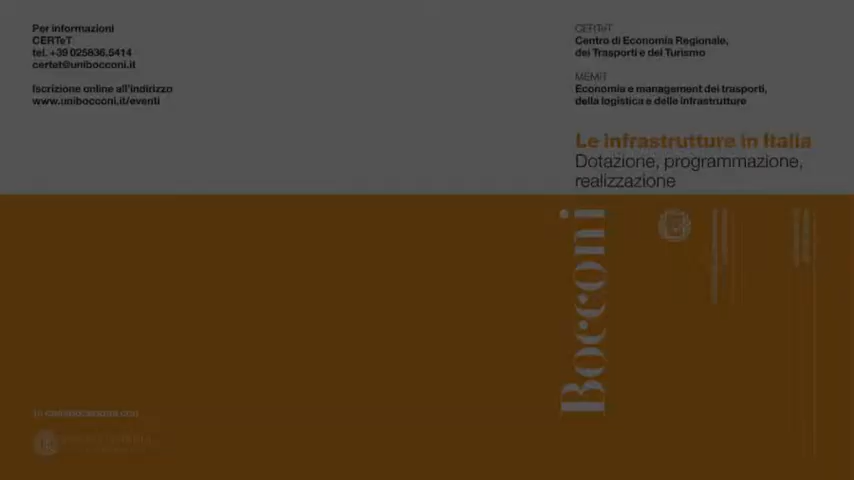 Per informazioni
CERTeT
tel. +39 025836.5414
certet@unibocconi.it
Iscrizione online all'indirizzo
www.unibocconi.it/eventi
CERTeT
Centro di Economia Regionale,
dei Trasporti e del Turismo
MEMIT
Economia e management dei trasporti,
della logistica e delle infrastrutture
Le infrastrutture in Italia
Dotazione, programmazione,
realizzazione
Bocconi